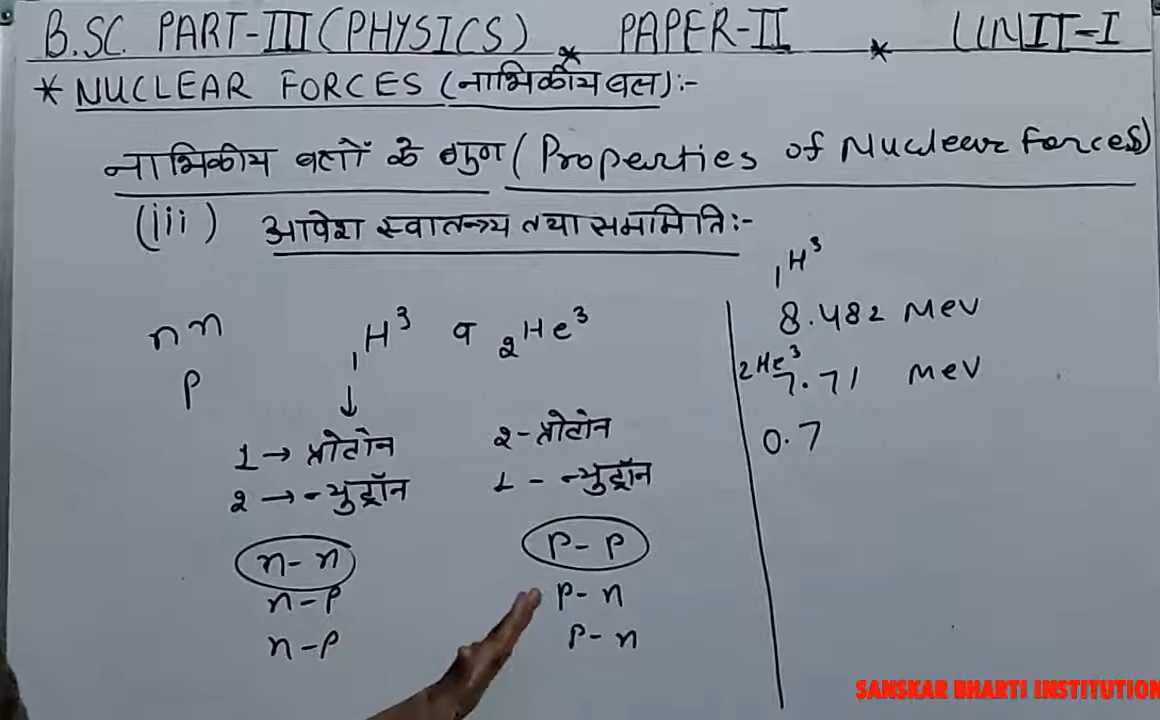 B.SC. PART-III (PHYSICS) * PAPER-II * UNIT-I
* NUCLEAR FORCES (नाभिकीय बल) :-
नाभिकीय बलों के गुण (Properties of Nuclear Forces)
(iii) आवेश स्वातन्त्र्य तथा सममिति :-
n n
p
₁H³ व ₂He³
↓
1 → प्रोटोन
2 → न्युट्रॉन
n - n
n - p
n - p
2 - प्रोटोन
1 - न्युट्रॉन
p - p
p - n
p - n
₁H³
8.482 MeV
₂He³ 7.71 MeV
0.7
SANSKAR BHARTI INSTITUTION